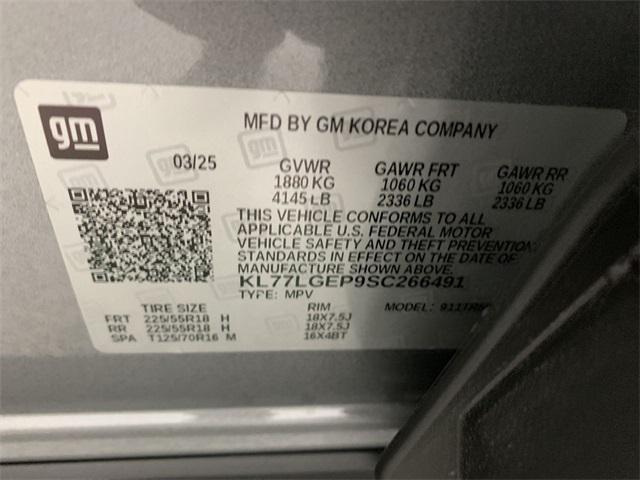 gm
MFD BY GM KOREA COMPANY
03/25 GVWR GAWR FRT GAWR RR
1880 KG 1060 KG 1060 KG
4145 LB 2336 LB 2336 LB
THIS VEHICLE CONFORMS TO ALL
APPLICABLE U.S. FEDERAL MOTOR
VEHICLE SAFETY AND THEFT PREVENTION
STANDARDS IN EFFECT ON THE DATE OF
MANUFACTURE SHOWN ABOVE.
KL77LGEP9SC266491
TYPE: MPV
TIRE SIZE RIM MODEL:
FRT 225/55R18 H 18X7.5J
RR 225/55R18 H 18X7.5J
SPA T125/70R16 M 16X4BT